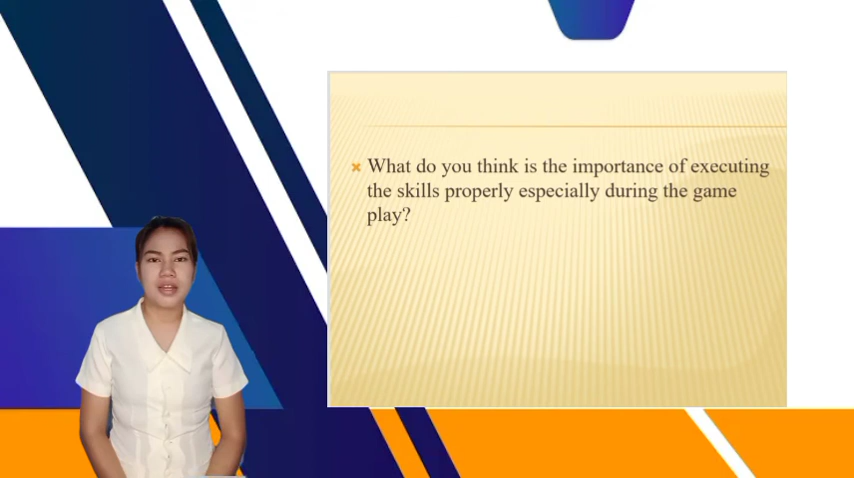 What do you think is the importance of executing
the skills properly especially during the game
play?